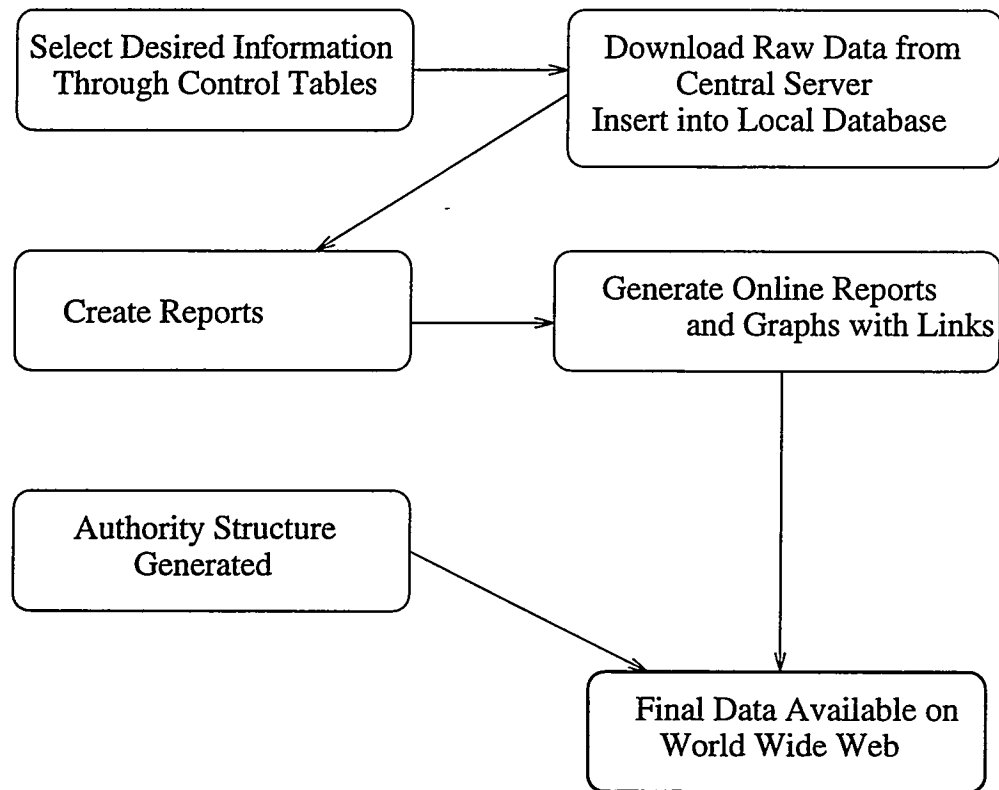 Select Desired Information
Through Control Tables
Download Raw Data from
Central Server
Insert into Local Database
Create Reports
Generate Online Reports
and Graphs with Links
Authority Structure
Generated
Final Data Available on
World Wide Web